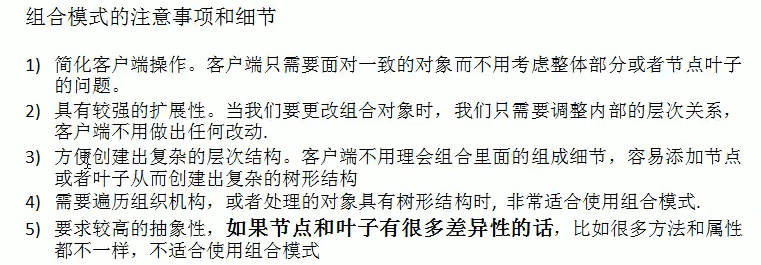 组合模式的注意事项和细节
1) 简化客户端操作。客户端只需要面对一致的对象而不用考虑整体部分或者节点叶子
的问题。
2) 具有较强的扩展性。当我们要更改组合对象时，我们只需要调整内部的层次关系，
客户端不用做出任何改动.
3) 方便创建出复杂的层次结构。客户端不用理会组合里面的组成细节，容易添加节点
或者叶子从而创建出复杂的树形结构
4) 需要遍历组织机构，或者处理的对象具有树形结构时, 非常适合使用组合模式.
5) 要求较高的抽象性，如果节点和叶子有很多差异性的话，比如很多方法和属性
都不一样，不适合使用组合模式